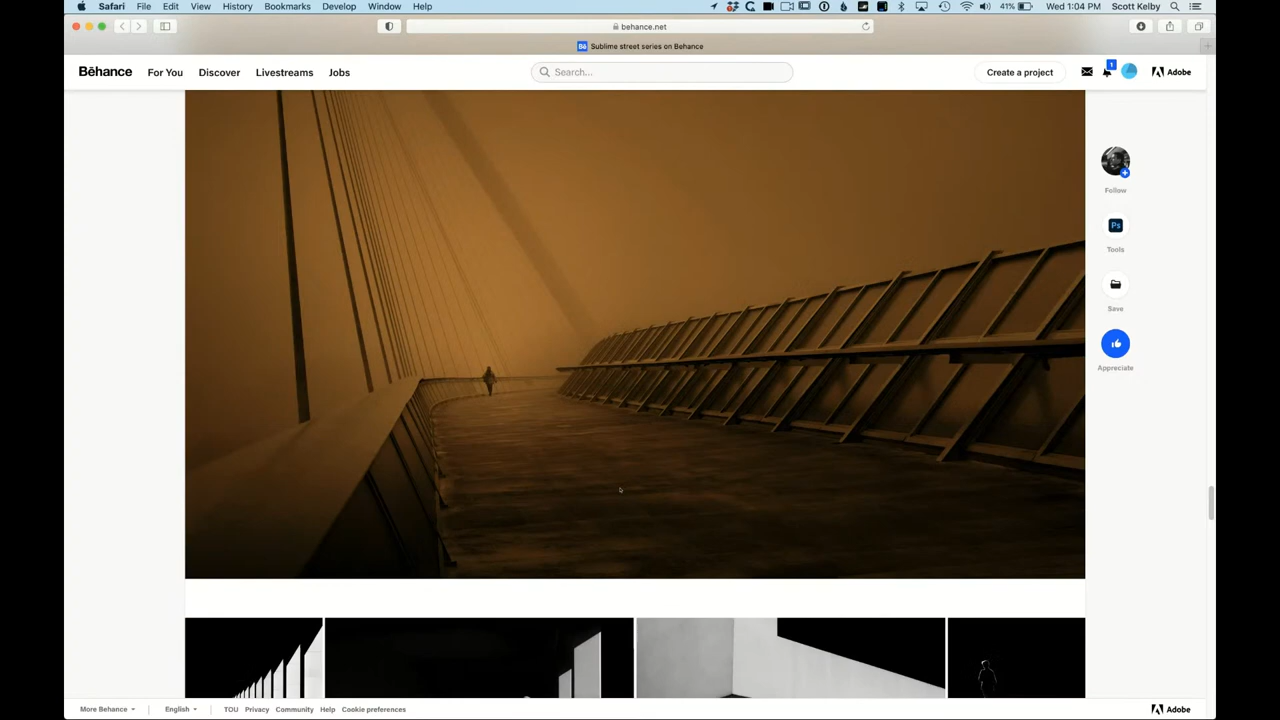 Safari File Edit View History Bookmarks Develop Window Help 41% Wed 1:04 PM Scott Kelby
behance.net
Bē Sublime street series on Behance
Bēhance For You Discover Livestreams Jobs Search... Create a project 1 Adobe
Follow
Ps
Tools
Save
Appreciate
More Behance English TOU Privacy Community Help Cookie preferences Adobe